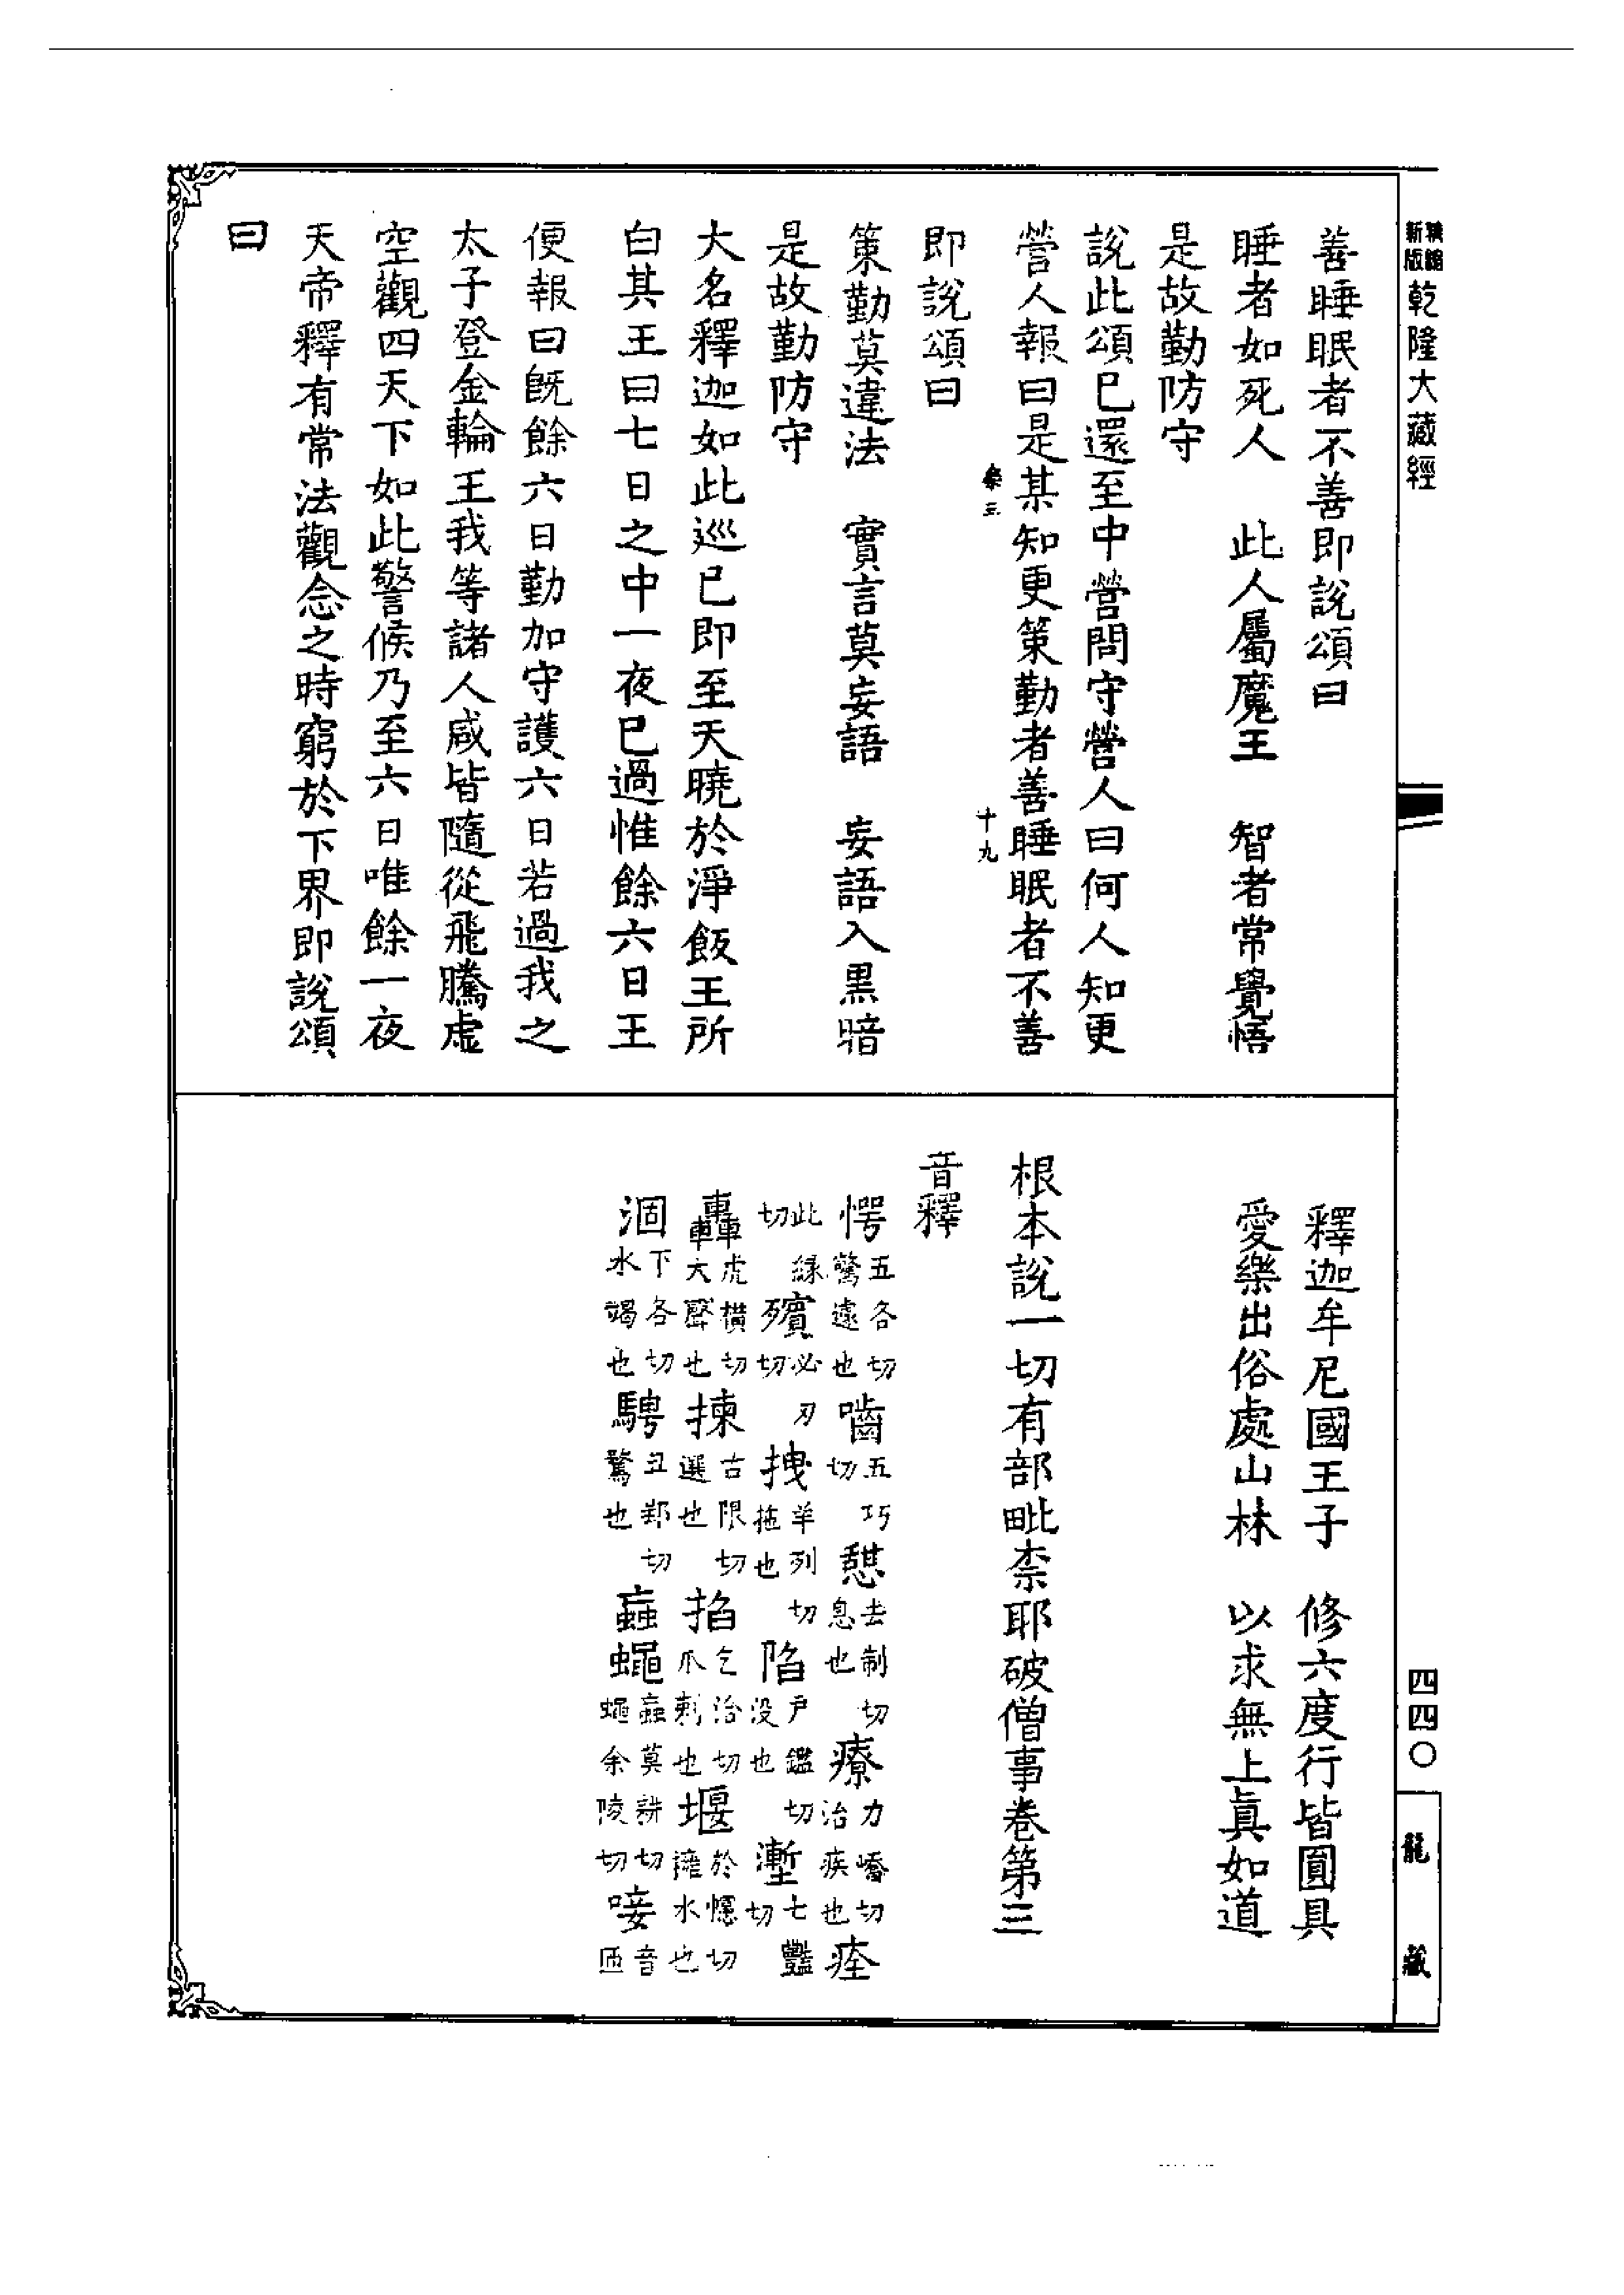 精編
新版
乾隆大藏經
善睡眠者不善即說頌曰
睡者如死人　此人屬魔王　智者常覺悟
是故勤防守
說此頌已還至中營問守營人曰何人知更
營人報曰是某知更策勤者善睡眠者不善
樂三　十九
即說頌曰
策勤莫違法　實言莫妄語　妄語入黑暗
是故勤防守
大名釋迦如此巡已即至天曉於淨飯王所
白其王曰七日之中一夜已過惟餘六日王
便報曰既餘六日勤加守護六日若過我之
太子登金輪王我等諸人咸皆隨從飛騰虛
空觀四天下如此警候乃至六日唯餘一夜
天帝釋有常法觀念之時窮於下界即說頌
曰
釋迦牟尼國王子　修六度行皆圓具
愛樂出俗處山林　以求無上真如道
根本說一切有部毗柰耶破僧事卷第三
音釋
愕五各切驚遽也嚙五巧切憇去制切息也療力嶠切治疾也痊
此緣切殯必刃切拽羊列切拖也陷戶鑑切没也塹七豔切
轟虎橫切大聲也揀古限切選也掐乞洽切爪刺也堰於幰切擁水也
涸下各切水竭也騁丑郢切騖也蝱蠅蝱莫耕切蠅余陵切唼音匝
四四〇
龍藏